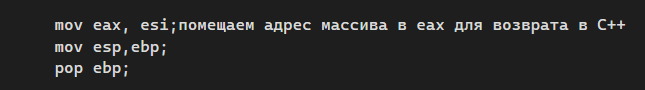 mov eax, esi;помещаем адрес массива в eax для возврата в C++
mov esp,ebp;
pop ebp;